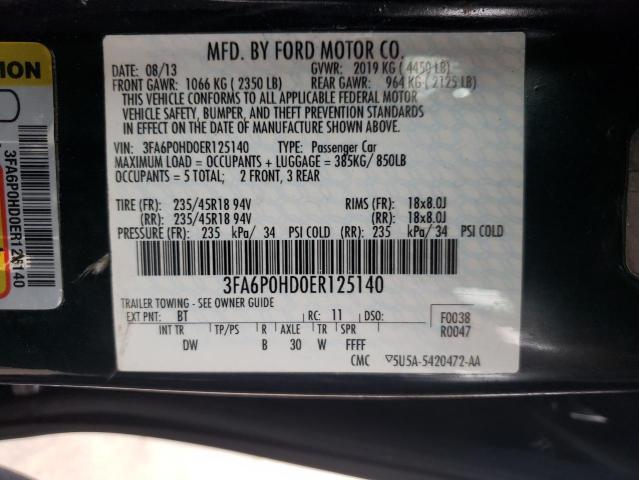 MFD. BY FORD MOTOR CO.
DATE: 08/13 GVWR: 2019 KG ( 4450 LB)
FRONT GAWR: 1066 KG ( 2350 LB) REAR GAWR: 964 KG ( 2125 LB)
THIS VEHICLE CONFORMS TO ALL APPLICABLE FEDERAL MOTOR
VEHICLE SAFETY, BUMPER, AND THEFT PREVENTION STANDARDS
IN EFFECT ON THE DATE OF MANUFACTURE SHOWN ABOVE.
VIN: 3FA6P0HD0ER125140 TYPE: Passenger Car
MAXIMUM LOAD = OCCUPANTS + LUGGAGE = 385KG/ 850LB
OCCUPANTS = 5 TOTAL; 2 FRONT, 3 REAR
TIRE (FR): 235/45R18 94V RIMS (FR): 18x8.0J
(RR): 235/45R18 94V (RR): 18x8.0J
PRESSURE (FR): 235 kPa/ 34 PSI COLD (RR): 235 kPa/ 34 PSI COLD
3FA6P0HD0ER125140
TRAILER TOWING - SEE OWNER GUIDE
EXT PNT: BT RC: 11 DSO: F0038
R0047
INT TR TP/PS R AXLE TR SPR
DW B 30 W FFFF
CMC ▽5U5A-5420472-AA
3FA6P0HD0ER125140